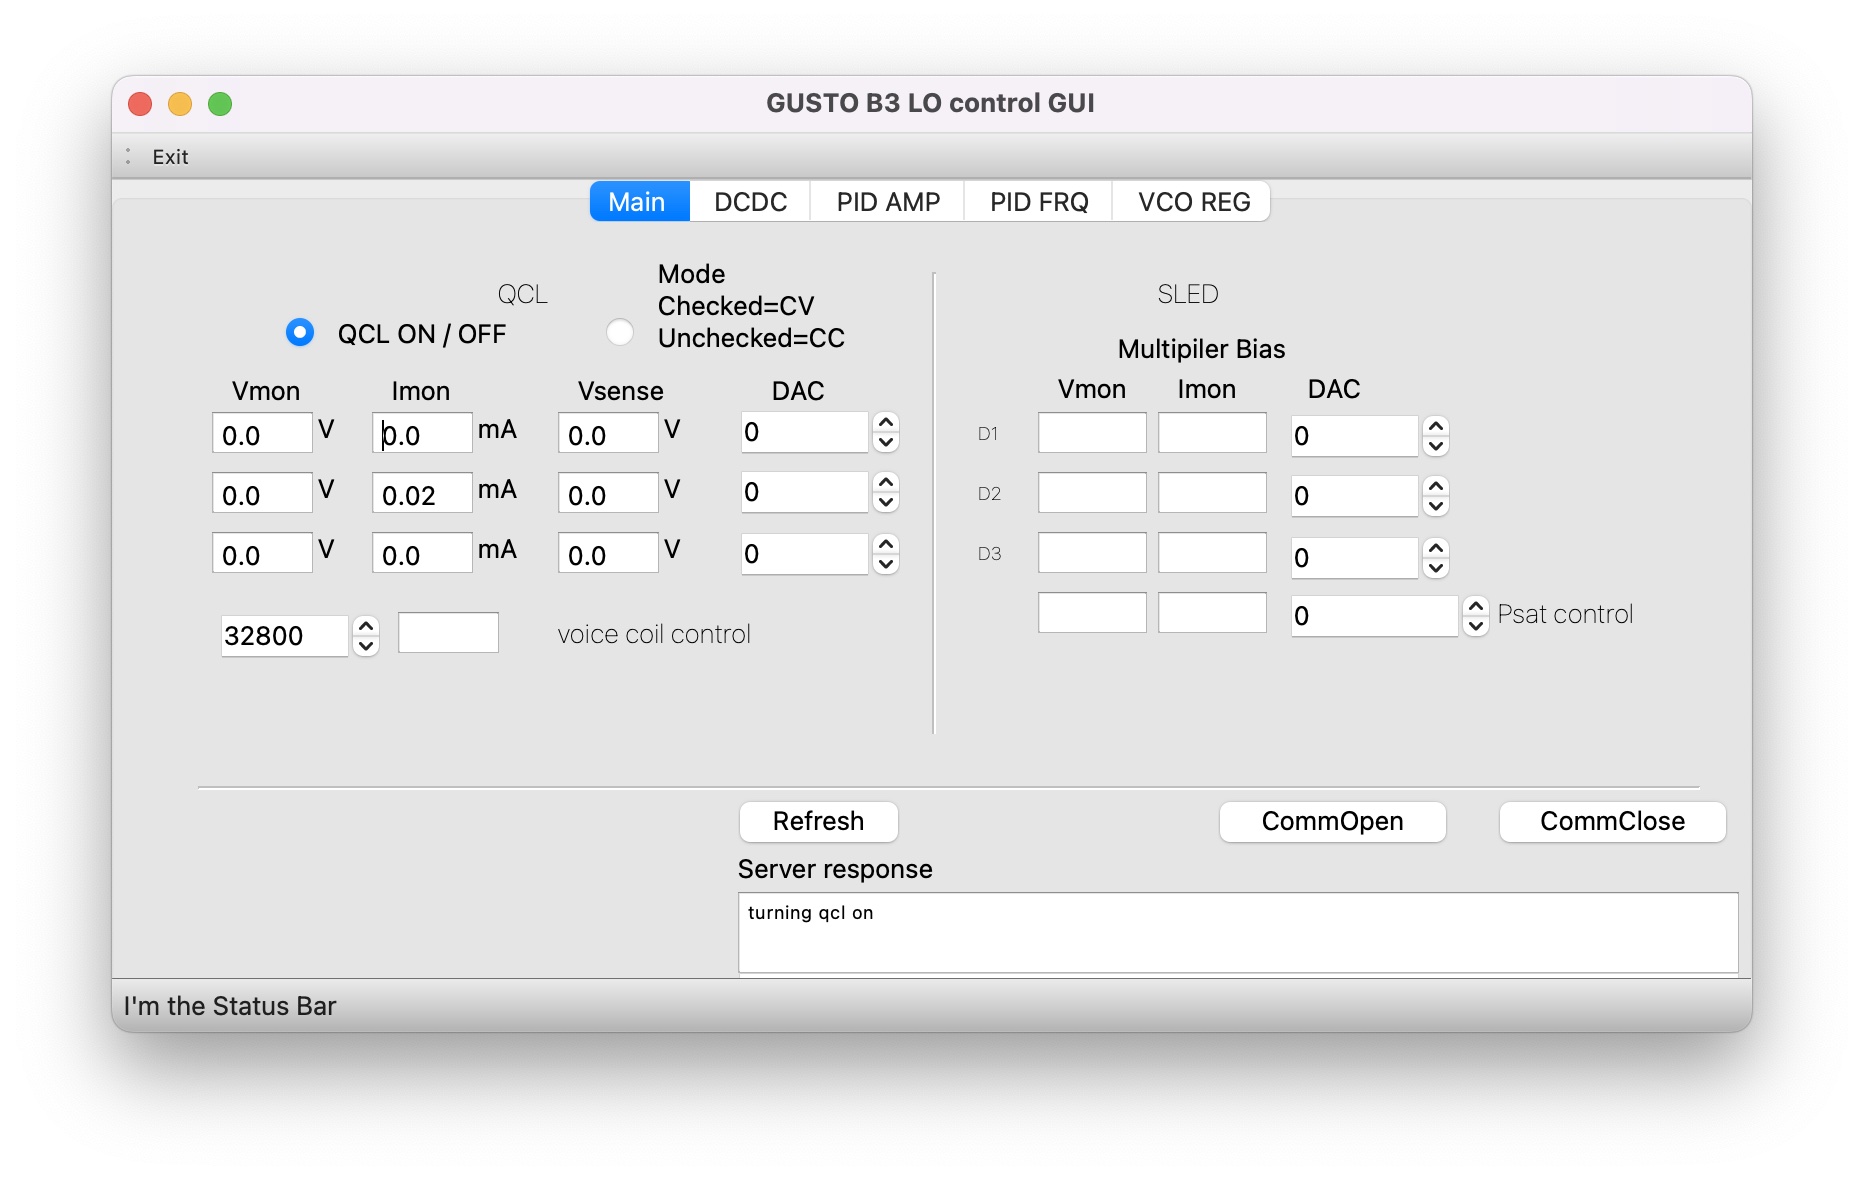 GUSTO B3 LO control GUI
Exit
Main DCDC PID AMP PID FRQ VCO REG
QCL
QCL ON / OFF
Mode
Checked=CV
Unchecked=CC
Vmon Imon Vsense DAC
0.0 V 0.0 mA 0.0 V 0
0.0 V 0.02 mA 0.0 V 0
0.0 V 0.0 mA 0.0 V 0
32800 voice coil control
SLED
Multipiler Bias
Vmon Imon DAC
D1 0
D2 0
D3 0
0 Psat control
Refresh CommOpen CommClose
Server response
turning qcl on
I'm the Status Bar